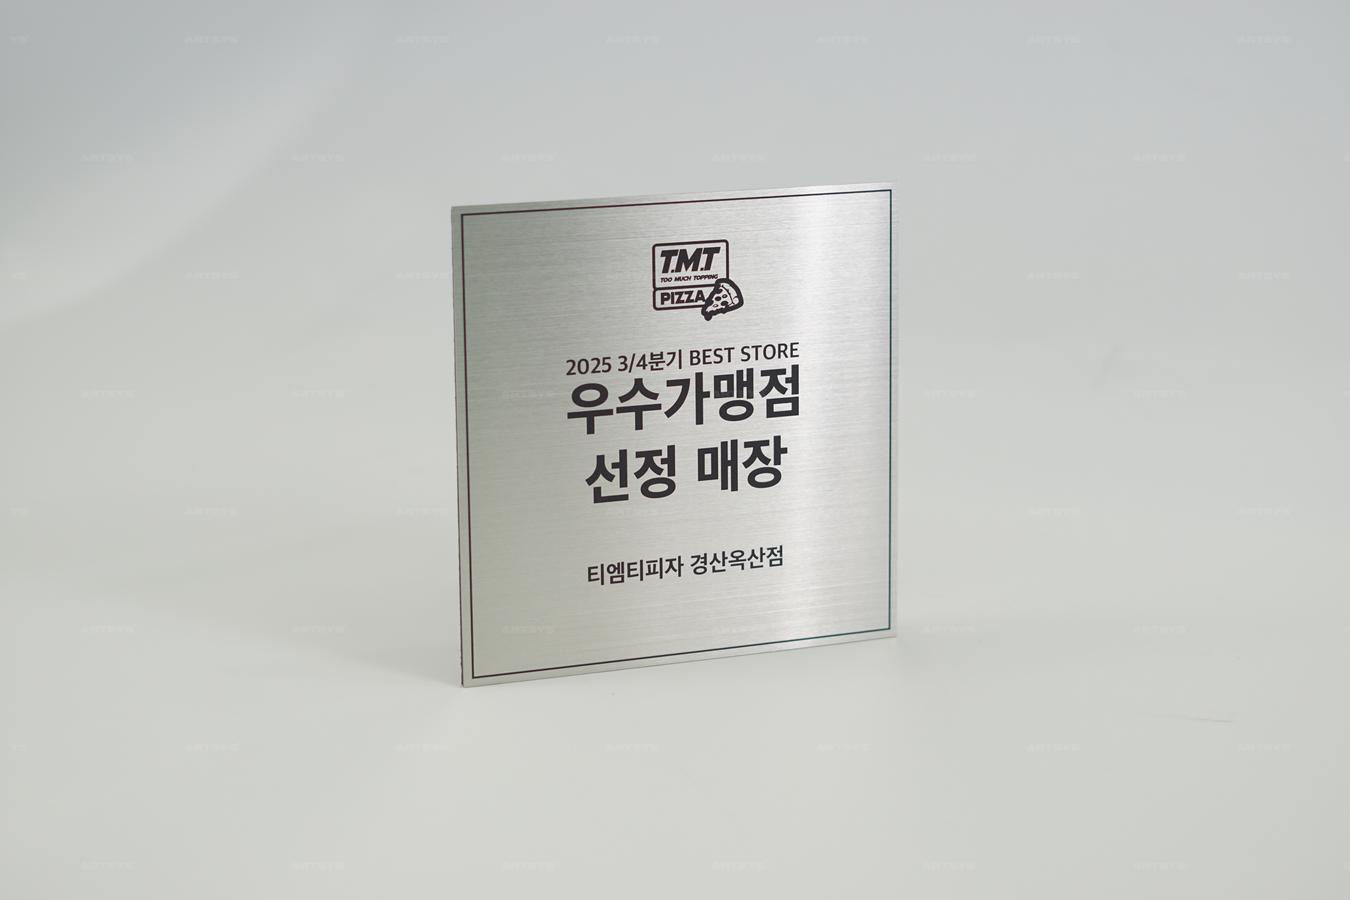 T.M.T
TOO MUCH TOPPING
PIZZA
2025 3/4분기 BEST STORE
우수가맹점
선정 매장
티엠티피자 경산옥산점